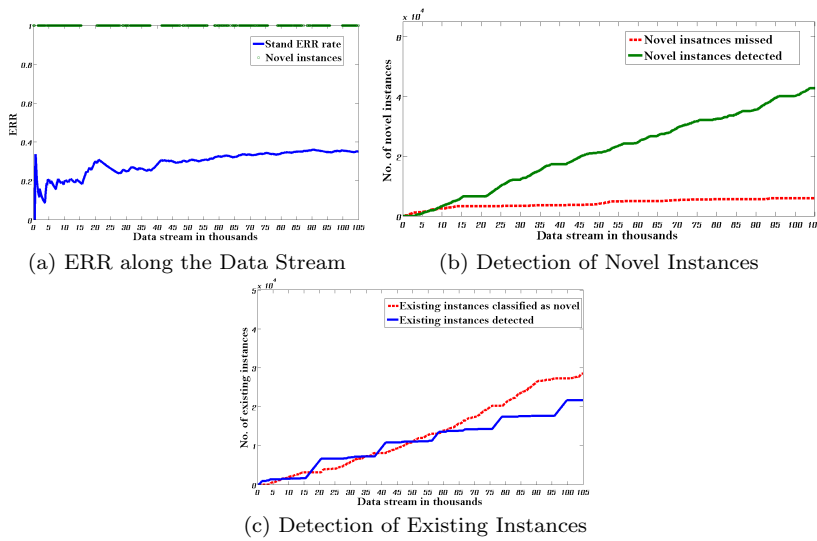 1
0.8
0.6
0.4
0.2
0
ERR
Stand ERR rate
Novel instances
0 5 10 15 20 25 30 35 40 45 50 55 60 65 70 75 80 85 90 95 100 105
Data stream in thousands
(a) ERR along the Data Stream
x 10⁴
8
6
4
2
0
No. of novel instances
Novel insatnces missed
Novel instances detected
0 5 10 15 20 25 30 35 40 45 50 55 60 65 70 75 80 85 90 95 100 10
Data stream in thousands
(b) Detection of Novel Instances
x 10⁴
5
4
3
2
1
0
No. of existing instances
Existing instances classified as novel
Existing instances detected
0 5 10 15 20 25 30 35 40 45 50 55 60 65 70 75 80 85 90 95 100 105
Data stream in thousands
(c) Detection of Existing Instances